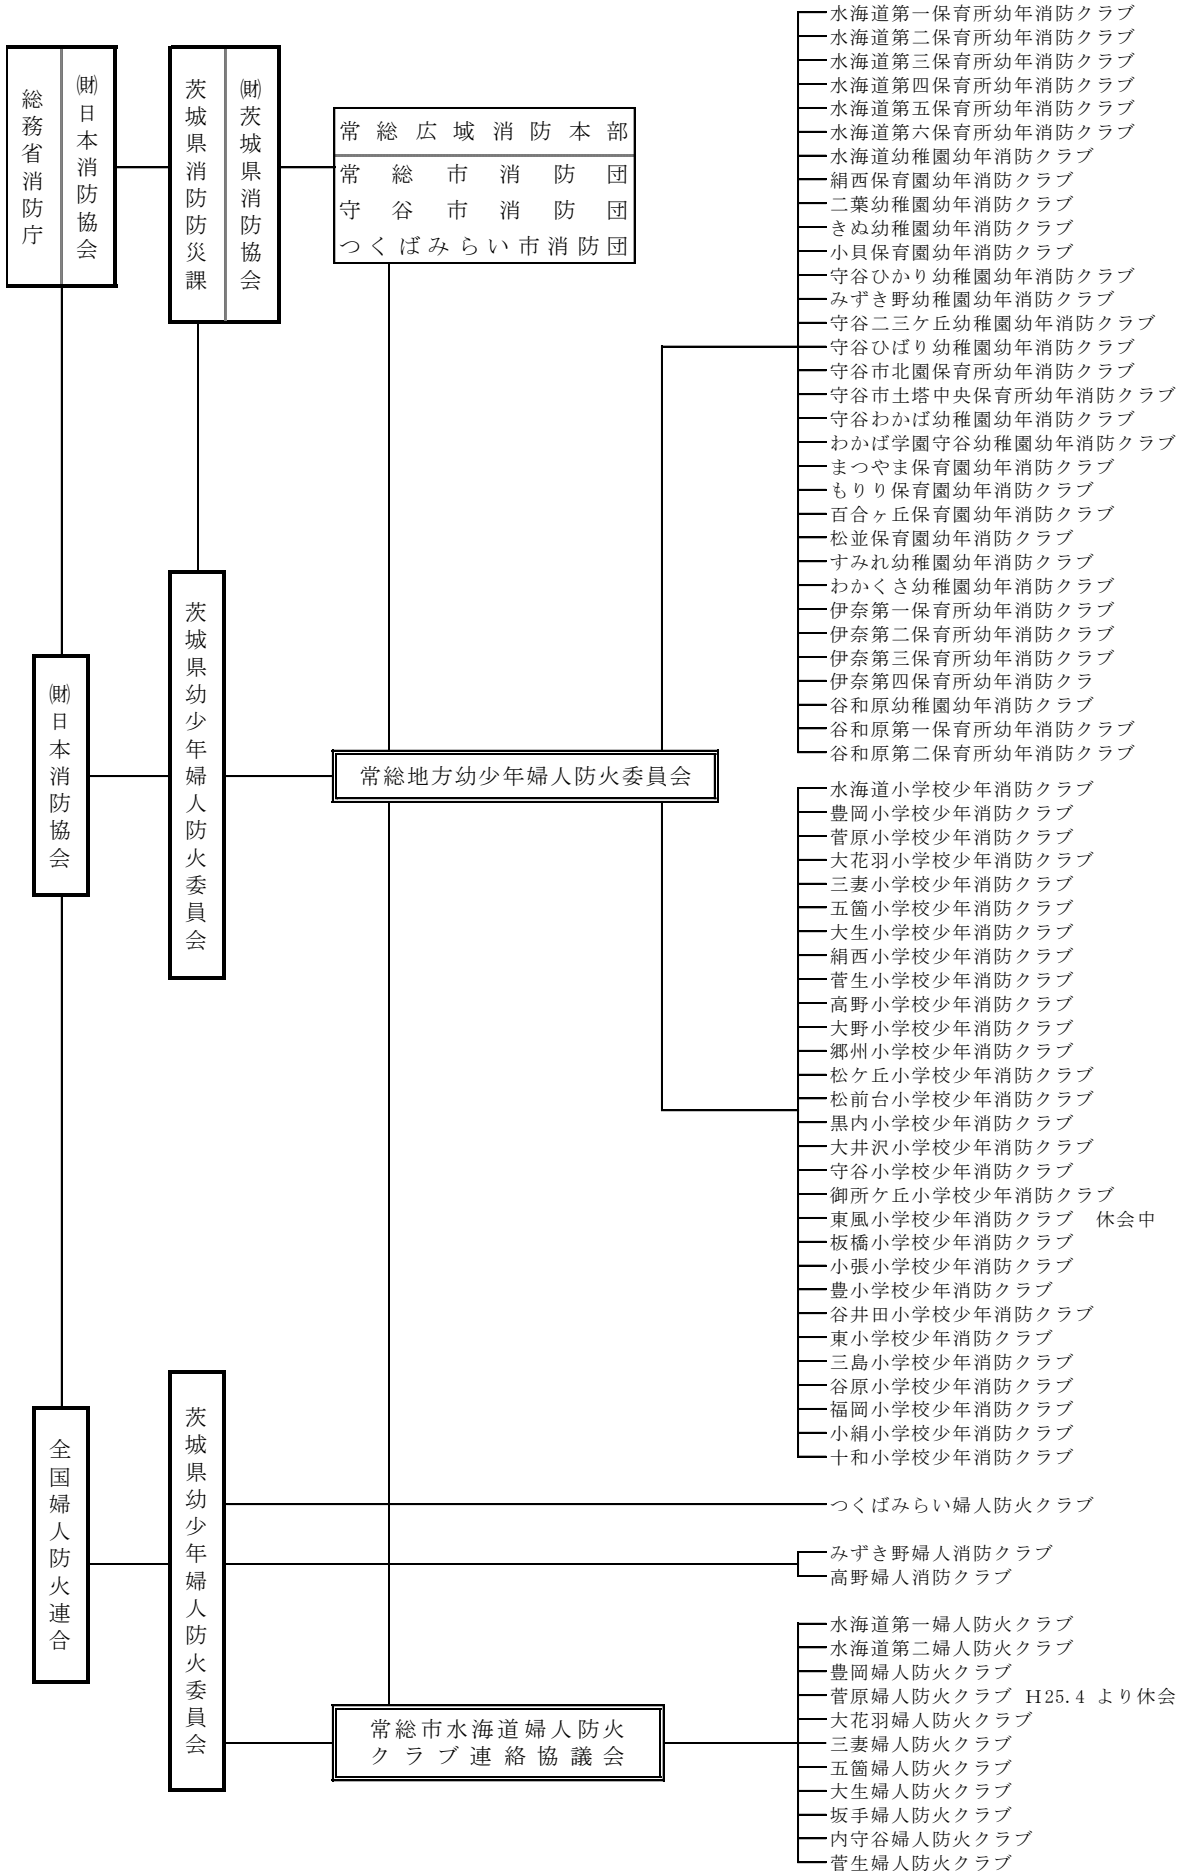 総務省消防庁
㈶日本消防協会
茨城県消防防災課
㈶茨城県消防協会
常総広域消防本部
常総市消防団
守谷市消防団
つくばみらい市消防団
㈶日本消防協会
茨城県幼少年婦人防火委員会
常総地方幼少年婦人防火委員会
水海道第一保育所幼年消防クラブ
水海道第二保育所幼年消防クラブ
水海道第三保育所幼年消防クラブ
水海道第四保育所幼年消防クラブ
水海道第五保育所幼年消防クラブ
水海道第六保育所幼年消防クラブ
水海道幼稚園幼年消防クラブ
絹西保育園幼年消防クラブ
二葉幼稚園幼年消防クラブ
きぬ幼稚園幼年消防クラブ
小貝保育園幼年消防クラブ
守谷ひかり幼稚園幼年消防クラブ
みずき野幼稚園幼年消防クラブ
守谷二三ケ丘幼稚園幼年消防クラブ
守谷ひばり幼稚園幼年消防クラブ
守谷市北園保育所幼年消防クラブ
守谷市土塔中央保育所幼年消防クラブ
守谷わかば幼稚園幼年消防クラブ
わかば学園守谷幼稚園幼年消防クラブ
まつやま保育園幼年消防クラブ
もりり保育園幼年消防クラブ
百合ヶ丘保育園幼年消防クラブ
松並保育園幼年消防クラブ
すみれ幼稚園幼年消防クラブ
わかくさ幼稚園幼年消防クラブ
伊奈第一保育所幼年消防クラブ
伊奈第二保育所幼年消防クラブ
伊奈第三保育所幼年消防クラブ
伊奈第四保育所幼年消防クラ
谷和原幼稚園幼年消防クラブ
谷和原第一保育所幼年消防クラブ
谷和原第二保育所幼年消防クラブ
水海道小学校少年消防クラブ
豊岡小学校少年消防クラブ
菅原小学校少年消防クラブ
大花羽小学校少年消防クラブ
三妻小学校少年消防クラブ
五箇小学校少年消防クラブ
大生小学校少年消防クラブ
絹西小学校少年消防クラブ
菅生小学校少年消防クラブ
高野小学校少年消防クラブ
大野小学校少年消防クラブ
郷州小学校少年消防クラブ
松ケ丘小学校少年消防クラブ
松前台小学校少年消防クラブ
黒内小学校少年消防クラブ
大井沢小学校少年消防クラブ
守谷小学校少年消防クラブ
御所ケ丘小学校少年消防クラブ
東風小学校少年消防クラブ　休会中
板橋小学校少年消防クラブ
小張小学校少年消防クラブ
豊小学校少年消防クラブ
谷井田小学校少年消防クラブ
東小学校少年消防クラブ
三島小学校少年消防クラブ
谷原小学校少年消防クラブ
福岡小学校少年消防クラブ
小絹小学校少年消防クラブ
十和小学校少年消防クラブ
全国婦人防火連合
茨城県幼少年婦人防火委員会
つくばみらい婦人防火クラブ
みずき野婦人消防クラブ
高野婦人消防クラブ
常総市水海道婦人防火
クラブ連絡協議会
水海道第一婦人防火クラブ
水海道第二婦人防火クラブ
豊岡婦人防火クラブ
菅原婦人防火クラブ H25.4 より休会
大花羽婦人防火クラブ
三妻婦人防火クラブ
五箇婦人防火クラブ
大生婦人防火クラブ
坂手婦人防火クラブ
内守谷婦人防火クラブ
菅生婦人防火クラブ